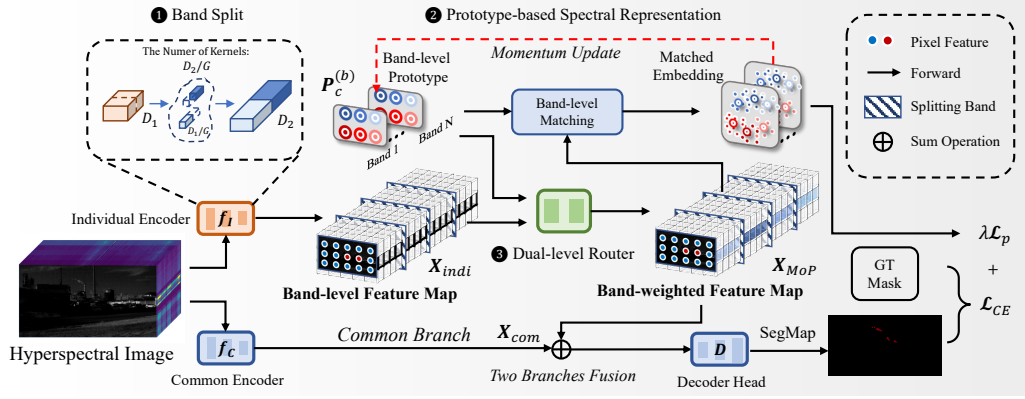 ❶ Band Split
The Numer of Kernels:
D₂/G
D₁
D₁/G
D₂
❷ Prototype-based Spectral Representation
Momentum Update
Band-level
Prototype
P_c^(b)
Band 1
Band N
Band-level
Matching
Matched
Embedding
Pixel Feature
Forward
Splitting Band
Sum Operation
Individual Encoder
f_I
X_indi
Band-level Feature Map
❸ Dual-level Router
X_MoP
Band-weighted Feature Map
λℒ_p
+
ℒ_CE
GT
Mask
Hyperspectral Image
f_C
Common Encoder
Common Branch
X_com
Two Branches Fusion
D
Decoder Head
SegMap